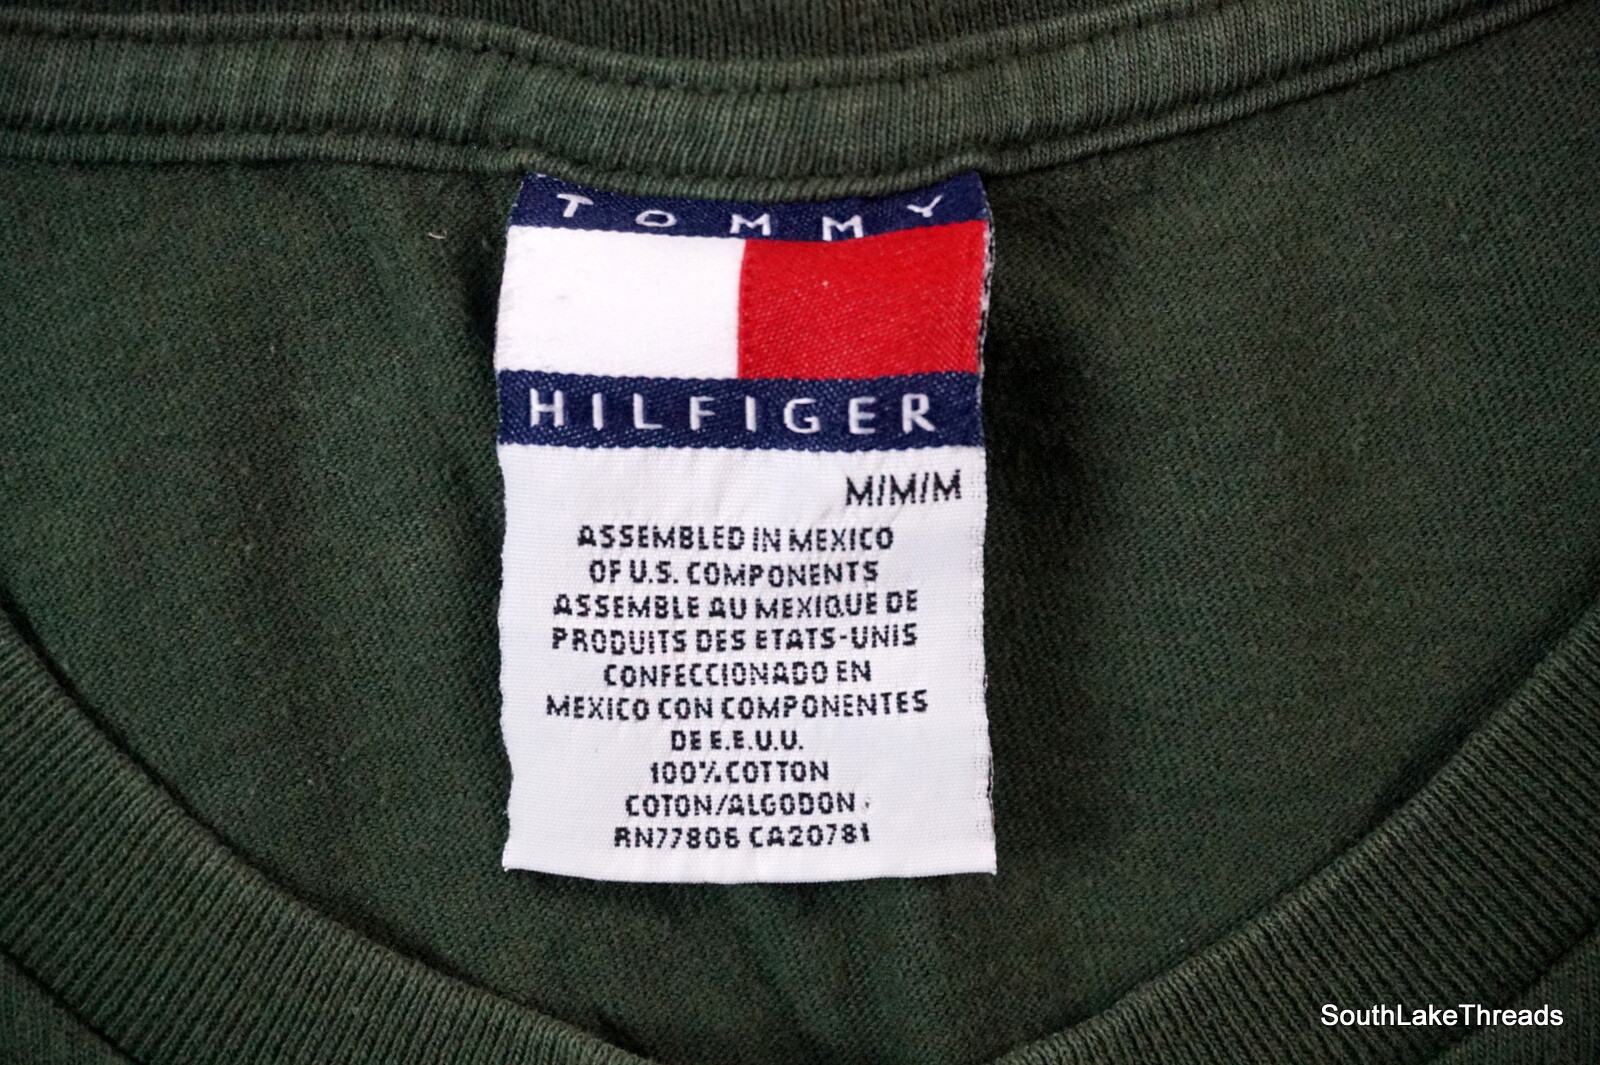 TOMMY
HILFIGER
M/M/M
ASSEMBLED IN MEXICO
OF U.S. COMPONENTS
ASSEMBLE AU MEXIQUE DE
PRODUITS DES ETATS-UNIS
CONFECCIONADO EN
MEXICO CON COMPONENTES
DE E.E.U.U.
100% COTTON
COTON/ALGODON
RN77806 CA20781
SouthLakeThreads